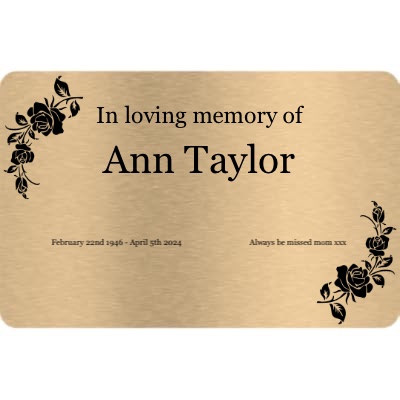 In loving memory of
Ann Taylor
February 22nd 1946 - April 5th 2024
Always be missed mom xxx